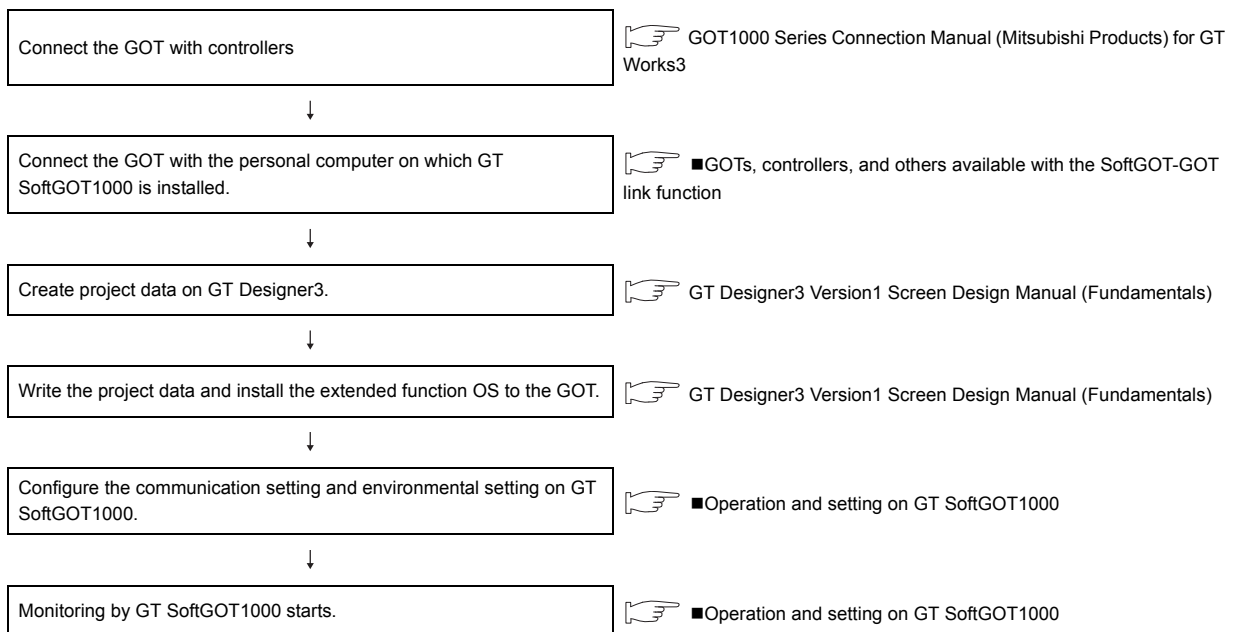 Connect the GOT with controllers
GOT1000 Series Connection Manual (Mitsubishi Products) for GT
Works3
↓
Connect the GOT with the personal computer on which GT
SoftGOT1000 is installed.
■GOTs, controllers, and others available with the SoftGOT-GOT
link function
↓
Create project data on GT Designer3.
GT Designer3 Version1 Screen Design Manual (Fundamentals)
↓
Write the project data and install the extended function OS to the GOT.
GT Designer3 Version1 Screen Design Manual (Fundamentals)
↓
Configure the communication setting and environmental setting on GT
SoftGOT1000.
■Operation and setting on GT SoftGOT1000
↓
Monitoring by GT SoftGOT1000 starts.
■Operation and setting on GT SoftGOT1000